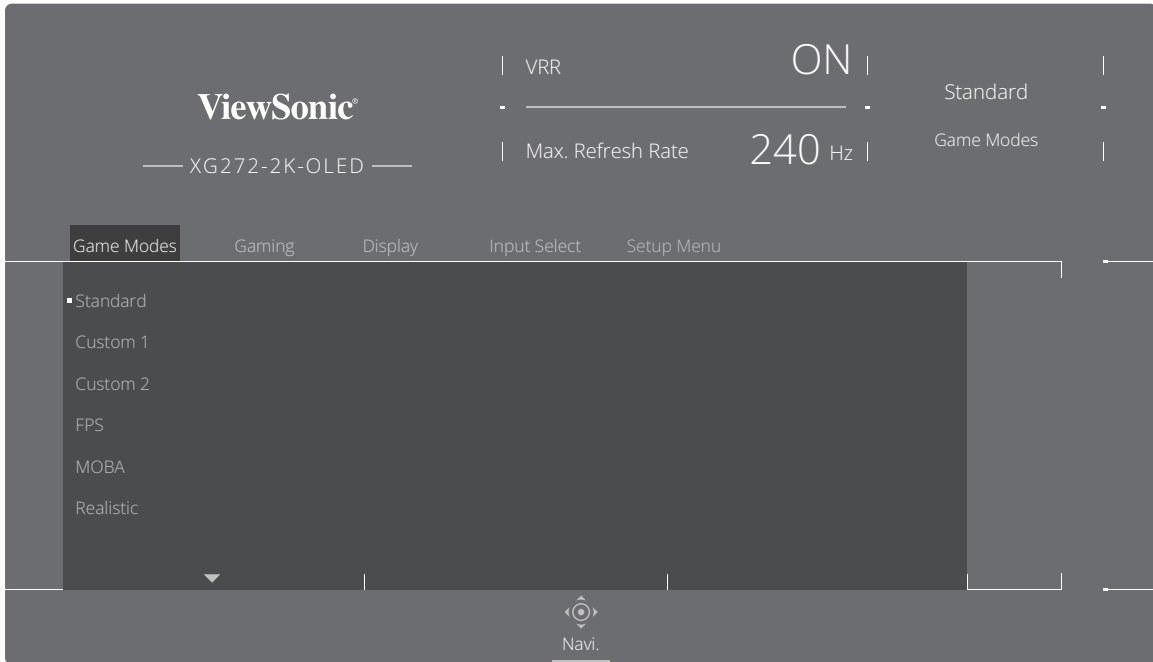 ViewSonic®
XG272-2K-OLED
VRR ON
Max. Refresh Rate 240 Hz
Standard
Game Modes
Game Modes Gaming Display Input Select Setup Menu
Standard
Custom 1
Custom 2
FPS
MOBA
Realistic
Navi.